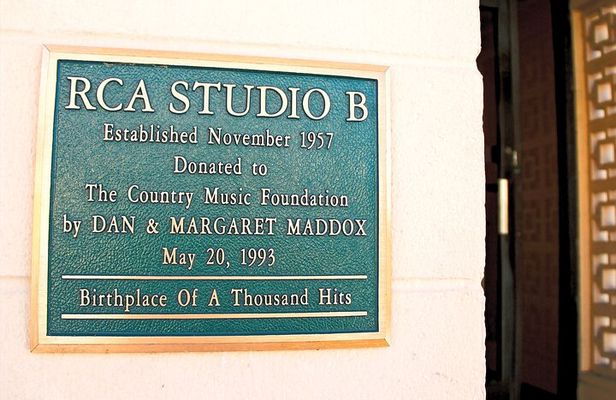 RCA STUDIO B
Established November 1957
Donated to
The Country Music Foundation
by DAN & MARGARET MADDOX
May 20, 1993
Birthplace Of A Thousand Hits